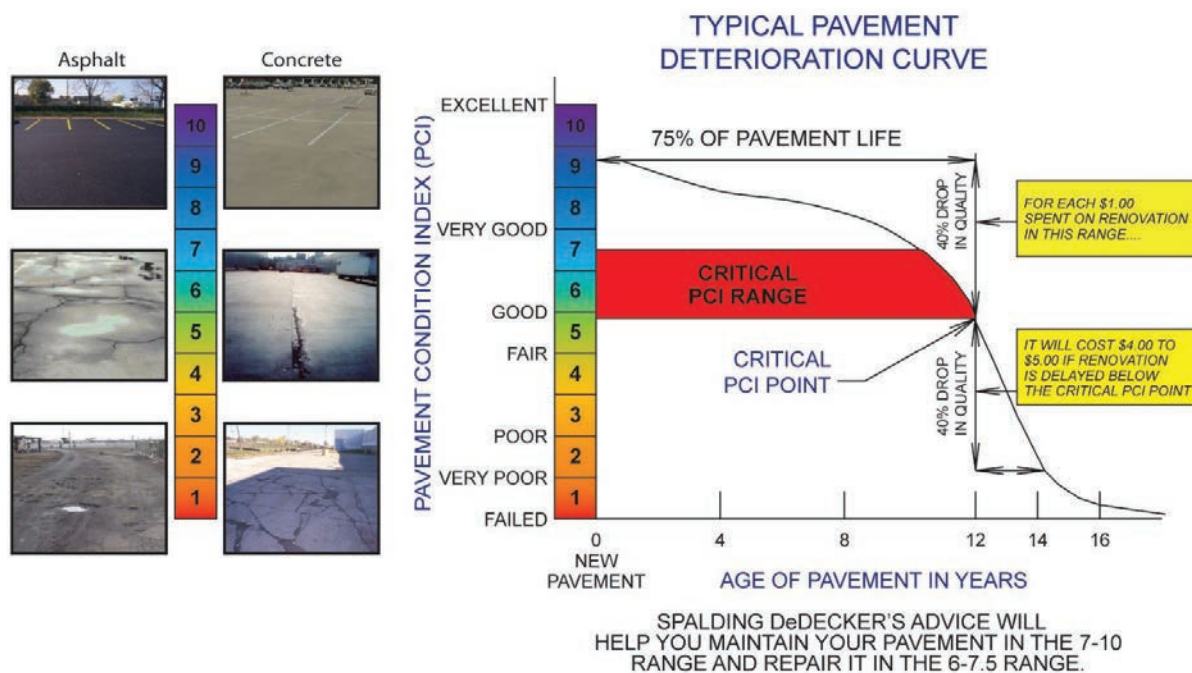 TYPICAL PAVEMENT
DETERIORATION CURVE
Asphalt
Concrete
10
9
8
7
6
5
4
3
2
1
PAVEMENT CONDITION INDEX (PCI)
EXCELLENT
VERY GOOD
GOOD
FAIR
POOR
VERY POOR
FAILED
10
9
8
7
6
5
4
3
2
1
75% OF PAVEMENT LIFE
CRITICAL
PCI RANGE
40% DROP
IN QUALITY
FOR EACH $1.00
SPENT ON RENOVATION
IN THIS RANGE....
CRITICAL
PCI POINT
40% DROP
IN QUALITY
IT WILL COST $4.00 TO
$5.00 IF RENOVATION
IS DELAYED BELOW
THE CRITICAL PCI POINT
0
4
8
12
14
16
NEW
PAVEMENT
AGE OF PAVEMENT IN YEARS
SPALDING DeDECKER'S ADVICE WILL
HELP YOU MAINTAIN YOUR PAVEMENT IN THE 7-10
RANGE AND REPAIR IT IN THE 6-7.5 RANGE.